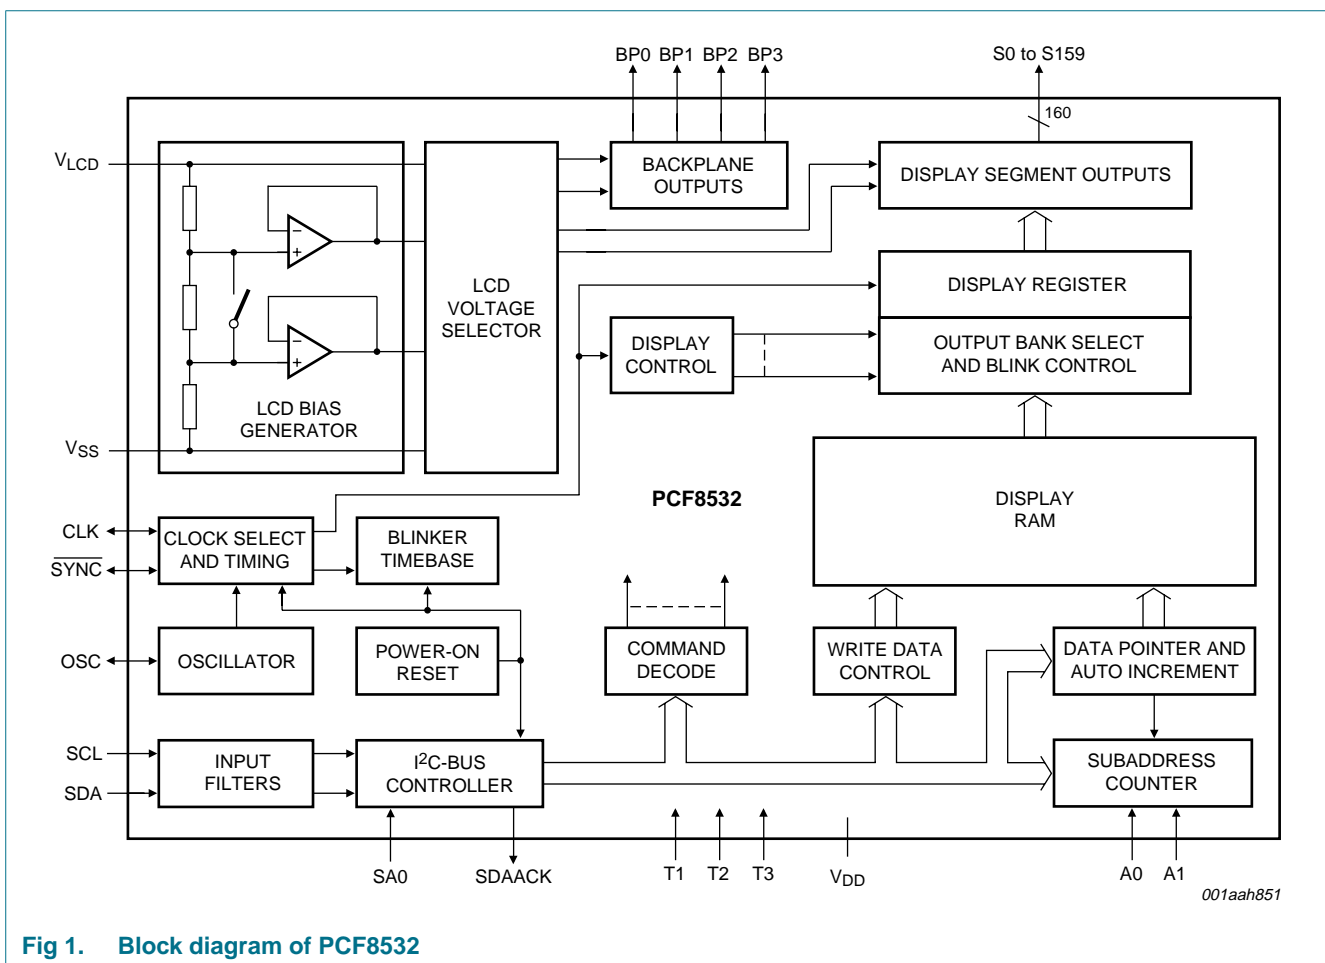 BP0 BP1 BP2 BP3
S0 to S159
160
VLCD
BACKPLANE
OUTPUTS
DISPLAY SEGMENT OUTPUTS
−
+
LCD
VOLTAGE
SELECTOR
DISPLAY REGISTER
−
+
DISPLAY
CONTROL
OUTPUT BANK SELECT
AND BLINK CONTROL
LCD BIAS
GENERATOR
VSS
PCF8532
DISPLAY
RAM
CLK
SYNC
CLOCK SELECT
AND TIMING
BLINKER
TIMEBASE
OSC
OSCILLATOR
POWER-ON
RESET
COMMAND
DECODE
WRITE DATA
CONTROL
DATA POINTER AND
AUTO INCREMENT
SCL
SDA
INPUT
FILTERS
I2C-BUS
CONTROLLER
SUBADDRESS
COUNTER
SA0
SDAACK
T1 T2 T3
VDD
A0 A1
001aah851
Fig 1. Block diagram of PCF8532